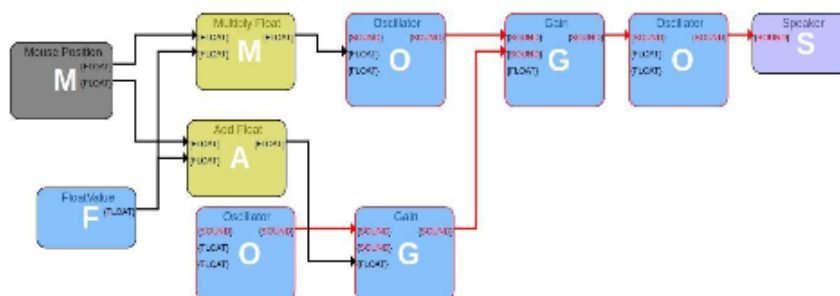 Multiply Float
{FLOAT} {FLOAT}
{FLOAT}
M
Oscillator
{SOUND} {SOUND}
{FLOAT}
{FLOAT}
O
Gain
{SOUND} {SOUND}
{SOUND}
{FLOAT}
G
Oscillator
{SOUND} {SOUND}
{FLOAT}
{FLOAT}
O
Speaker
{SOUND}
S
Mouse Position
{FLOAT}
{FLOAT}
M
Add Float
{FLOAT} {FLOAT}
{FLOAT}
A
FloatValue
{FLOAT}
F
Oscillator
{SOUND} {SOUND}
{FLOAT}
{FLOAT}
O
Gain
{SOUND} {SOUND}
{SOUND}
{FLOAT}
G